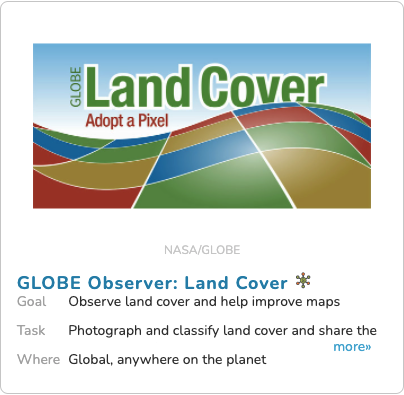 GLOBE
Land Cover
Adopt a Pixel
NASA/GLOBE
GLOBE Observer: Land Cover
Goal Observe land cover and help improve maps
Task Photograph and classify land cover and share the
more»
Where Global, anywhere on the planet